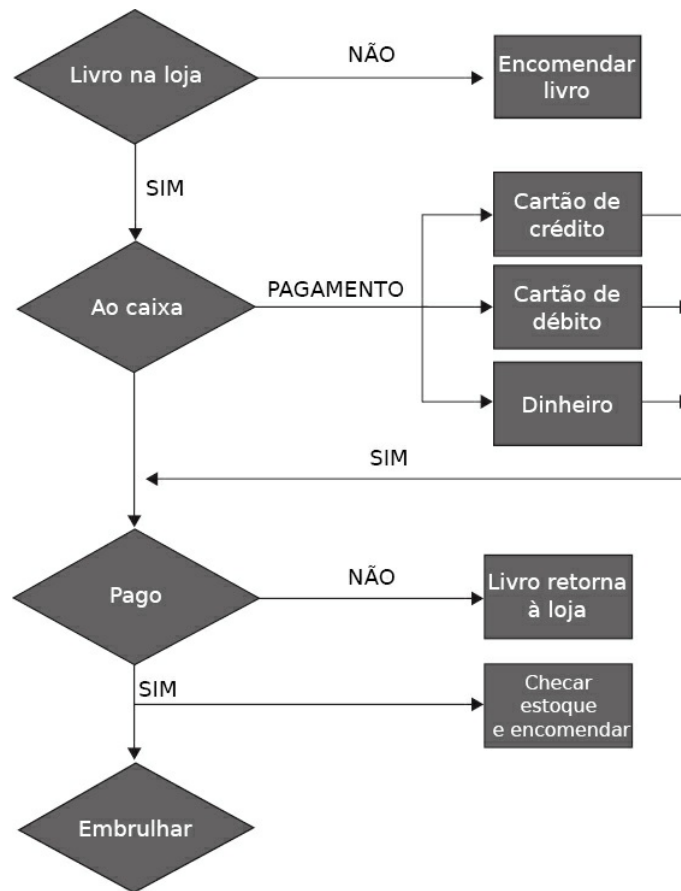 Livro na loja
NÃO
Encomendar
livro
SIM
Cartão de
crédito
Ao caixa
PAGAMENTO
Cartão de
débito
Dinheiro
SIM
Pago
NÃO
Livro retorna
à loja
SIM
Checar
estoque
e encomendar
Embrulhar